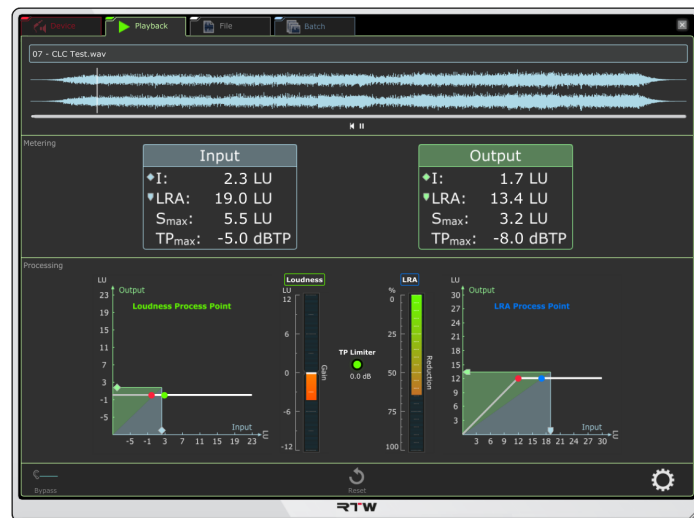 Device Playback File Batch
07 - CLC Test.wav
Metering
Input
I: 2.3 LU
LRA: 19.0 LU
Smax: 5.5 LU
TPmax: -5.0 dBTP
Output
I: 1.7 LU
LRA: 13.4 LU
Smax: 3.2 LU
TPmax: -8.0 dBTP
Processing
LU
Output
Loudness Process Point
23
19
15
11
7
3
-1
-5
Input
-5 -1 3 7 11 15 19 23
LU
Loudness
LU
12
6
0
-6
-12
Gain
TP Limiter
0.0 dB
LRA
%
0
25
50
75
100
Reduction
LU
Output
LRA Process Point
30
27
24
21
18
15
12
9
6
3
Input
3 6 9 12 15 18 21 24 27 30
LU
Bypass
Reset
RTW